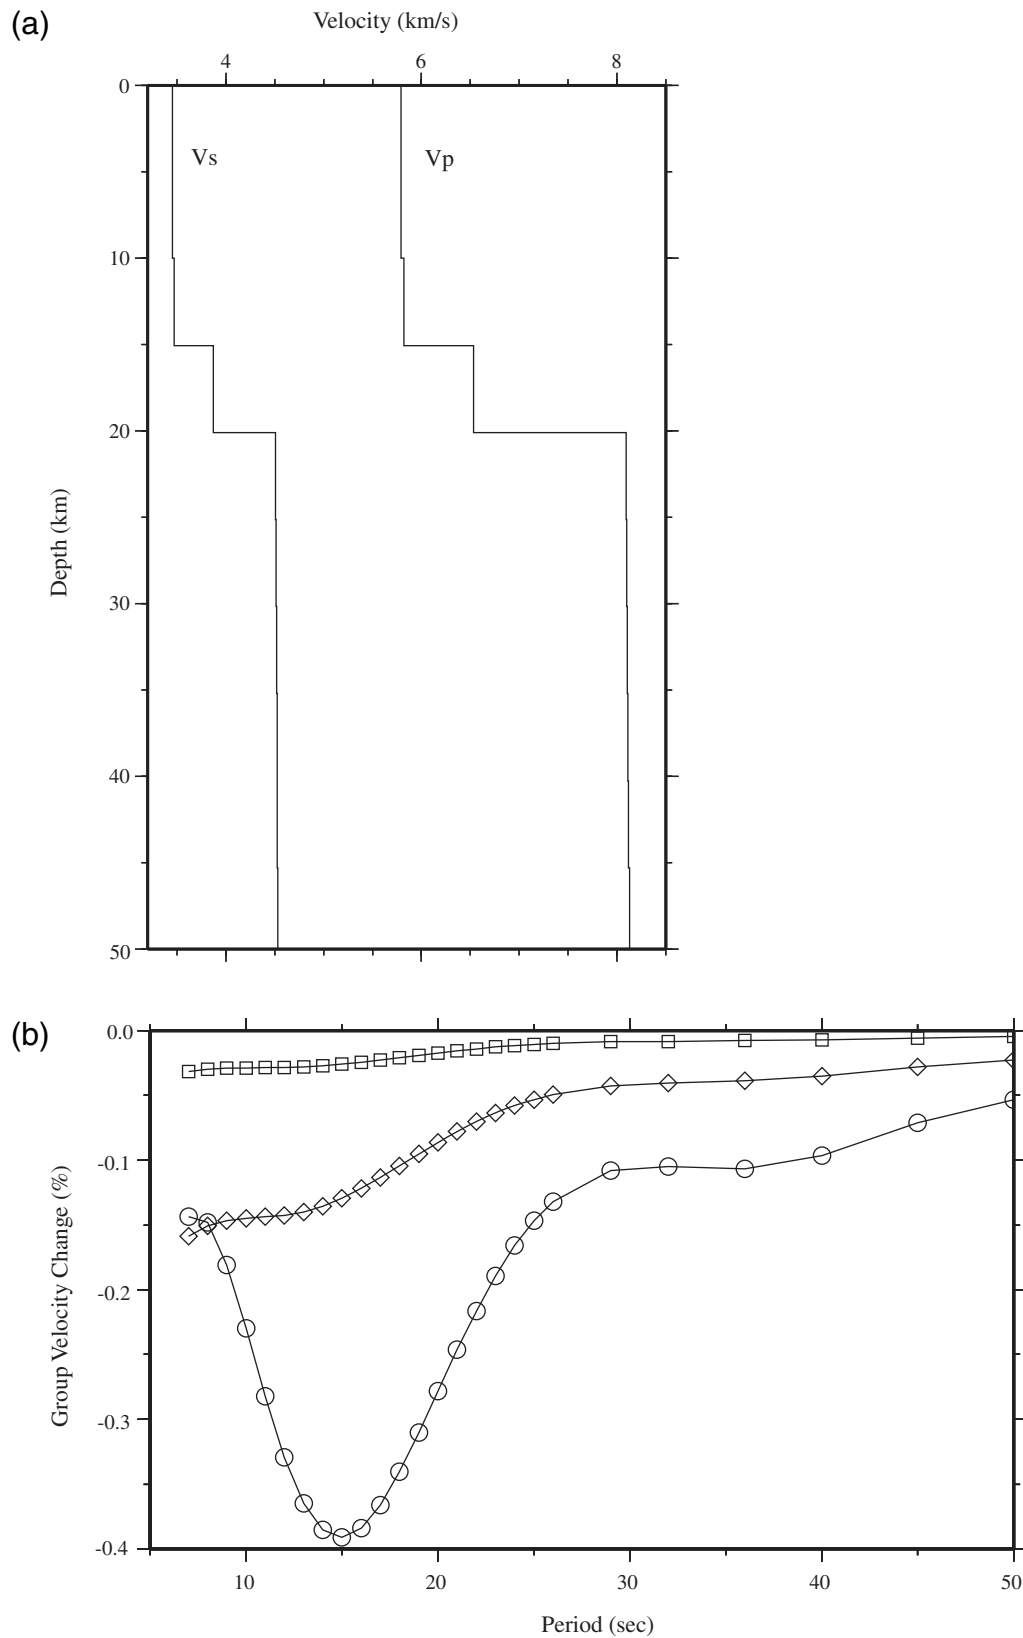 (a)
Velocity (km/s)
4 6 8
0
Vs Vp
10
20
Depth (km)
30
40
50
(b)
0.0
-0.1
Group Velocity Change (%)
-0.2
-0.3
-0.4
10 20 30 40 50
Period (sec)